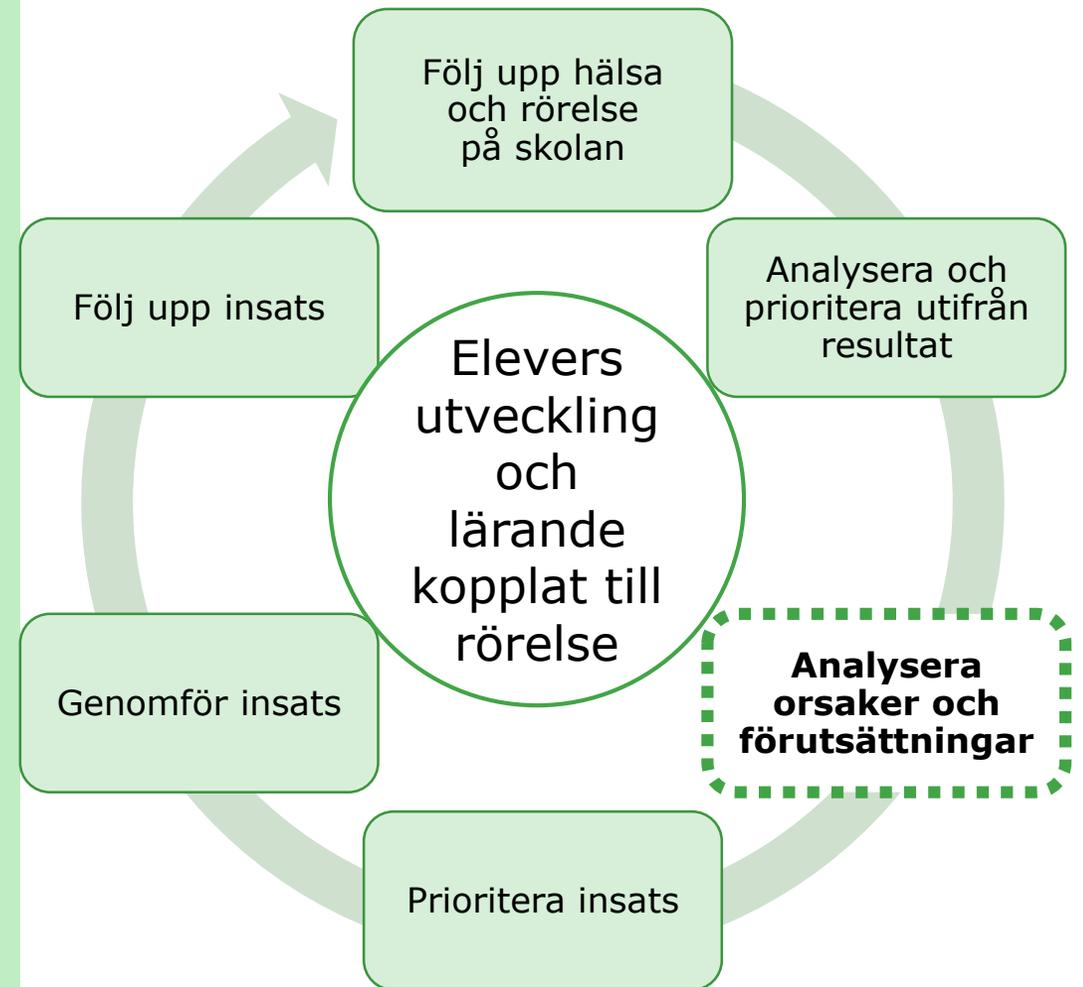 Följ upp hälsa
och rörelse
på skolan
Analysera och
prioritera utifrån
resultat
Analysera
orsaker och
förutsättningar
Prioritera insats
Genomför insats
Följ upp insats
Elevers
utveckling
och
lärande
kopplat till
rörelse